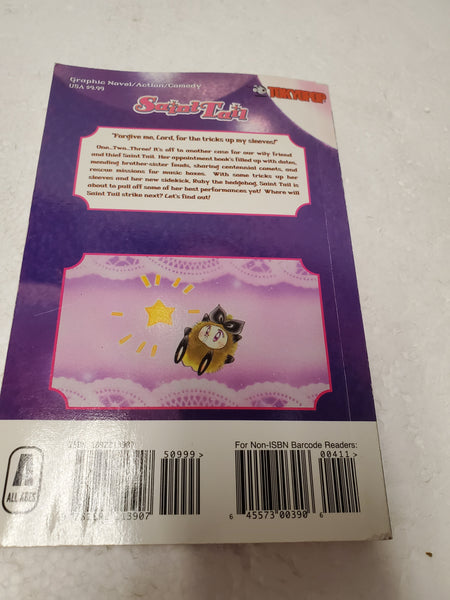 Graphic Novel/Action/Comedy
USA $9.99
TOKYOPOP
Saint Tail
"Forgive me, Lord, for the tricks up my sleeves!"
One...Two...Three! It's off to another case for our wily friend
and thief Saint Tail. Her appointment book's filled up with dates,
mending brother-sister feuds, sharing centennial comets, and
rescue missions for music boxes. With some tricks up her
sleeves and her new sidekick, Ruby the hedgehog, Saint Tail is
about to pull off some of her best performances yet! Where will
Saint Tail strike next? Let's find out!
ISBN 1892213907
50999>
For Non-ISBN Barcode Readers:
00411>
A
ALL AGES
13907
6 45573 00390 6